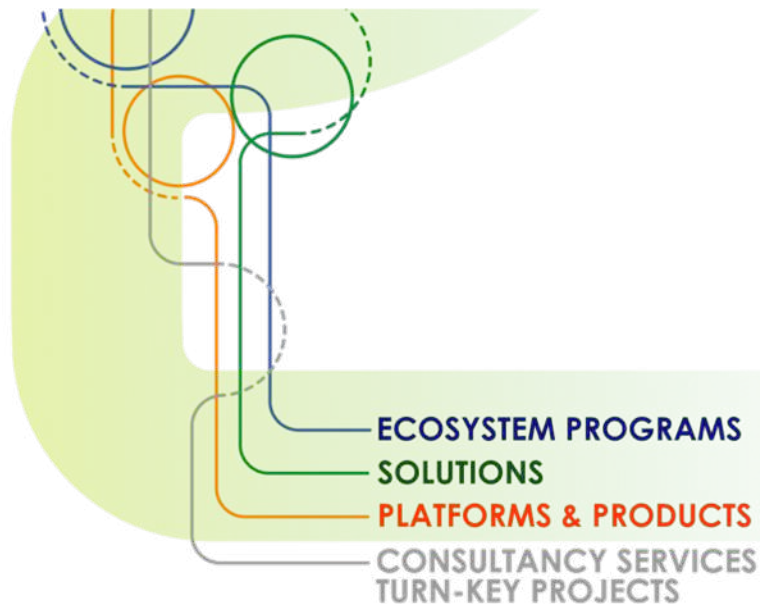 ECOSYSTEM PROGRAMS
SOLUTIONS
PLATFORMS & PRODUCTS
CONSULTANCY SERVICES
TURN-KEY PROJECTS